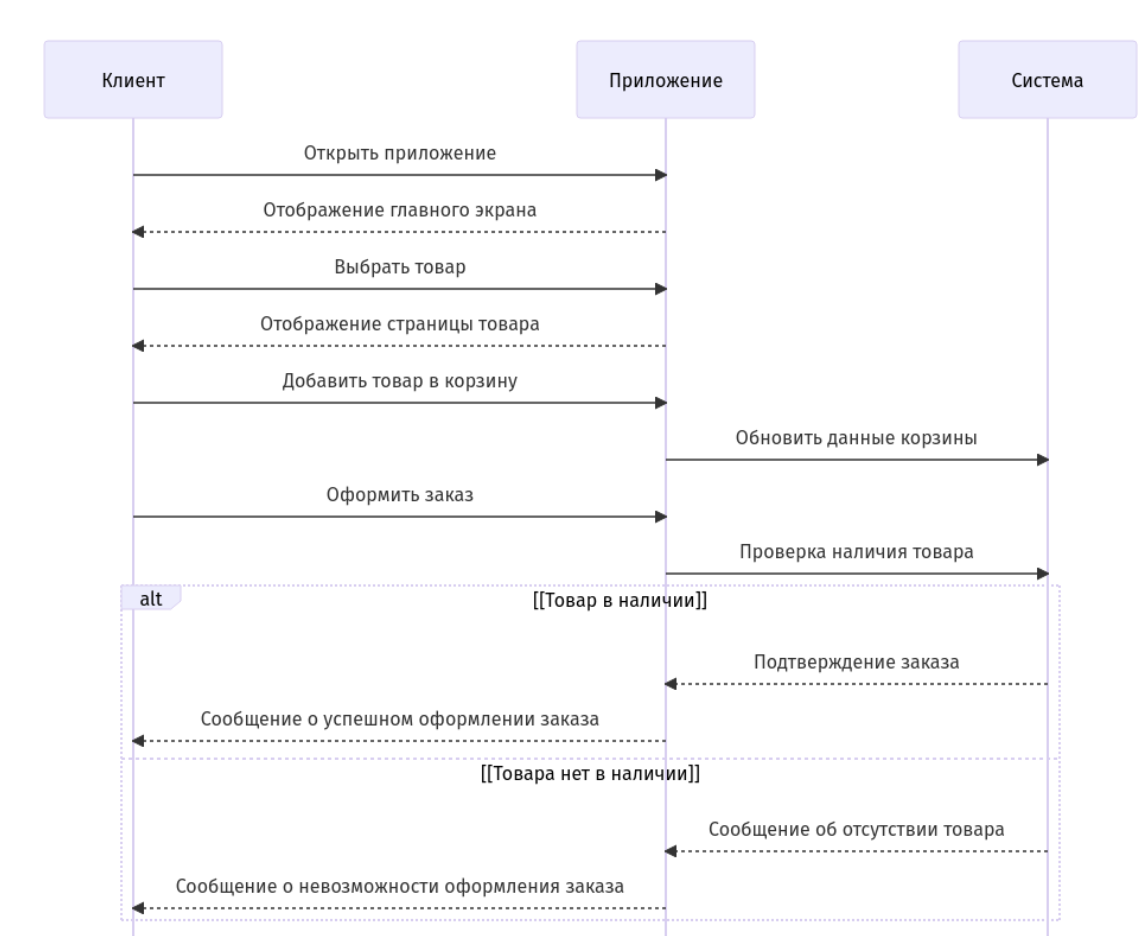 Клиент
Приложение
Система
Открыть приложение
Отображение главного экрана
Выбрать товар
Отображение страницы товара
Добавить товар в корзину
Обновить данные корзины
Оформить заказ
Проверка наличия товара
alt
[[Товар в наличии]]
Подтверждение заказа
Сообщение о успешном оформлении заказа
[[Товара нет в наличии]]
Сообщение об отсутствии товара
Сообщение о невозможности оформления заказа